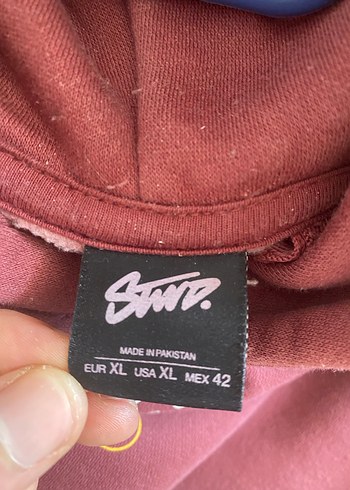 STWD.
MADE IN PAKISTAN
EUR XL USA XL MEX 42